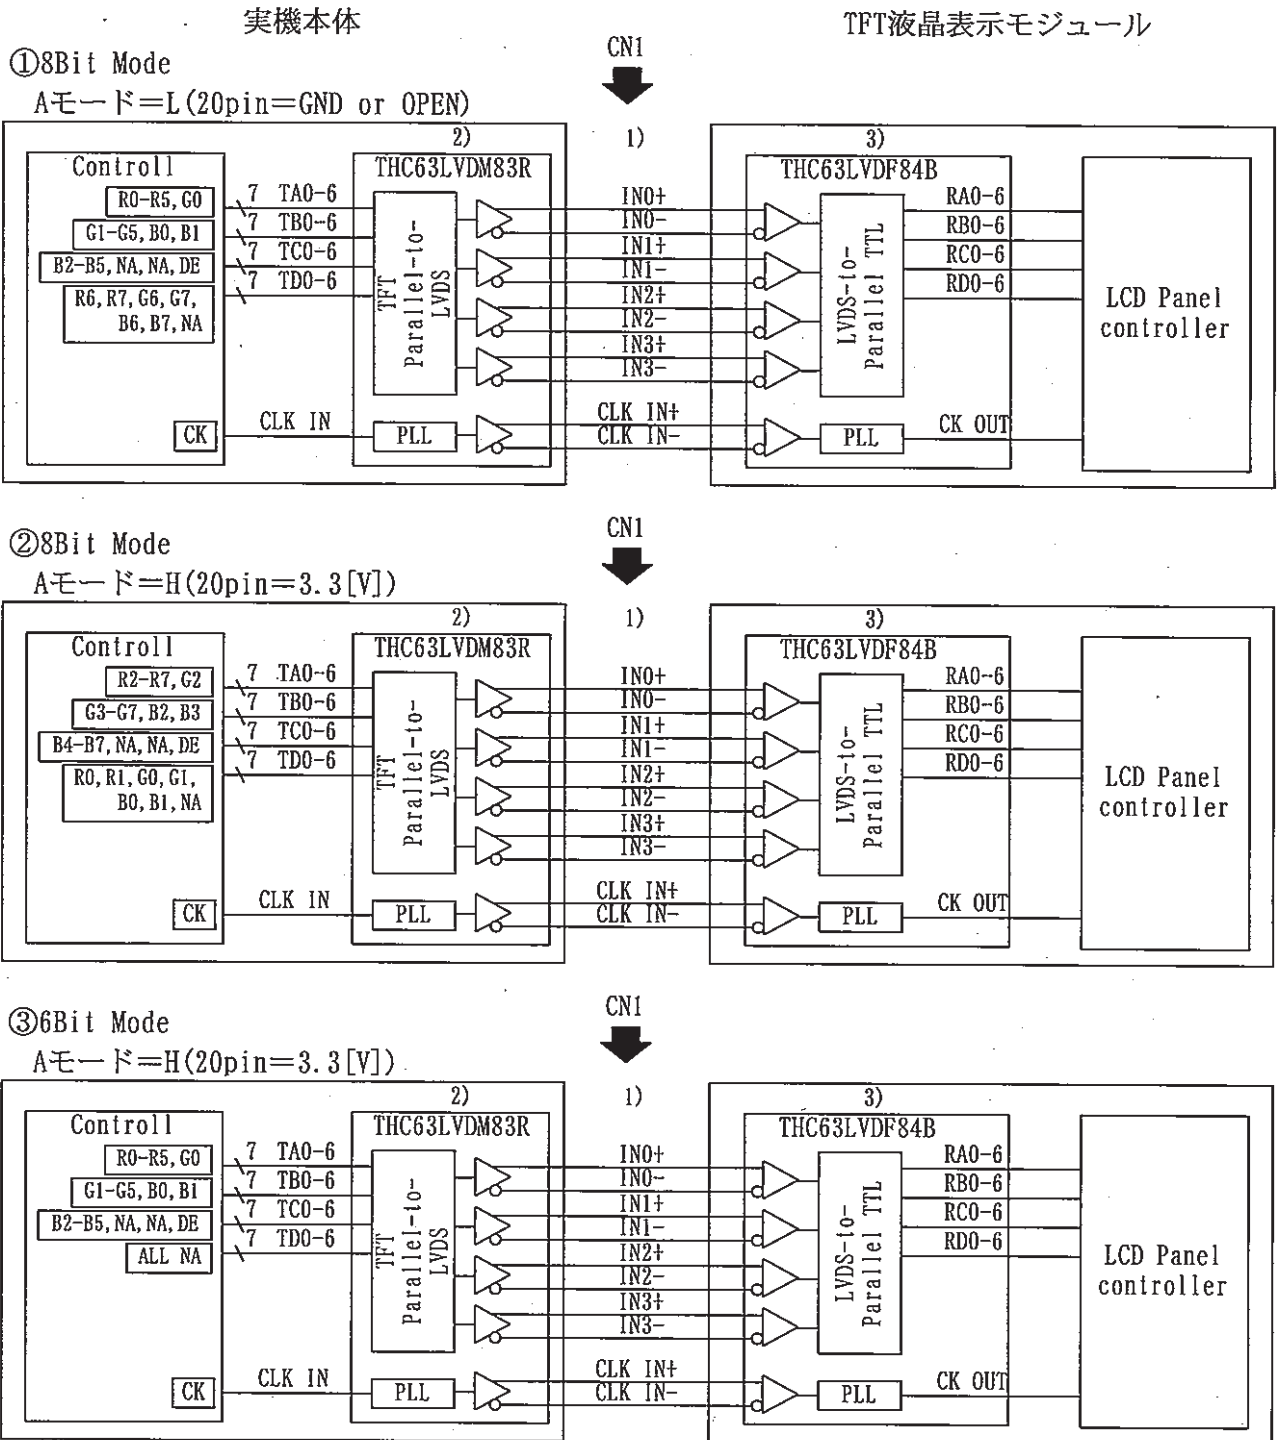 実機本体
TFT液晶表示モジュール
①8Bit Mode
Aモード=L(20pin=GND or OPEN)
CN1
2)
1)
3)
Controll
THC63LVDM83R
THC63LVDF84B
R0-R5, G0
G1-G5, B0, B1
B2-B5, NA, NA, DE
R6, R7, G6, G7,
B6, B7, NA
CK
7 TA0-6
7 TB0-6
7 TC0-6
7 TD0-6
CLK IN
TFT
Parallel-to-
LVDS
PLL
IN0+
IN0-
IN1+
IN1-
IN2+
IN2-
IN3+
IN3-
CLK IN+
CLK IN-
LVDS-to-
Parallel TTL
PLL
RA0-6
RB0-6
RC0-6
RD0-6
CK OUT
LCD Panel
controller
②8Bit Mode
Aモード=H(20pin=3.3[V])
CN1
2)
1)
3)
Controll
THC63LVDM83R
THC63LVDF84B
R2-R7, G2
G3-G7, B2, B3
B4-B7, NA, NA, DE
R0, R1, G0, G1,
B0, B1, NA
CK
7 TA0-6
7 TB0-6
7 TC0-6
7 TD0-6
CLK IN
TFT
Parallel-to-
LVDS
PLL
IN0+
IN0-
IN1+
IN1-
IN2+
IN2-
IN3+
IN3-
CLK IN+
CLK IN-
LVDS-to-
Parallel TTL
PLL
RA0-6
RB0-6
RC0-6
RD0-6
CK OUT
LCD Panel
controller
③6Bit Mode
Aモード=H(20pin=3.3[V])
CN1
2)
1)
3)
Controll
THC63LVDM83R
THC63LVDF84B
R0-R5, G0
G1-G5, B0, B1
B2-B5, NA, NA, DE
ALL NA
CK
7 TA0-6
7 TB0-6
7 TC0-6
7 TD0-6
CLK IN
TFT
Parallel-to-
LVDS
PLL
IN0+
IN0-
IN1+
IN1-
IN2+
IN2-
IN3+
IN3-
CLK IN+
CLK IN-
LVDS-to-
Parallel TTL
PLL
RA0-6
RB0-6
RC0-6
RD0-6
CK OUT
LCD Panel
controller